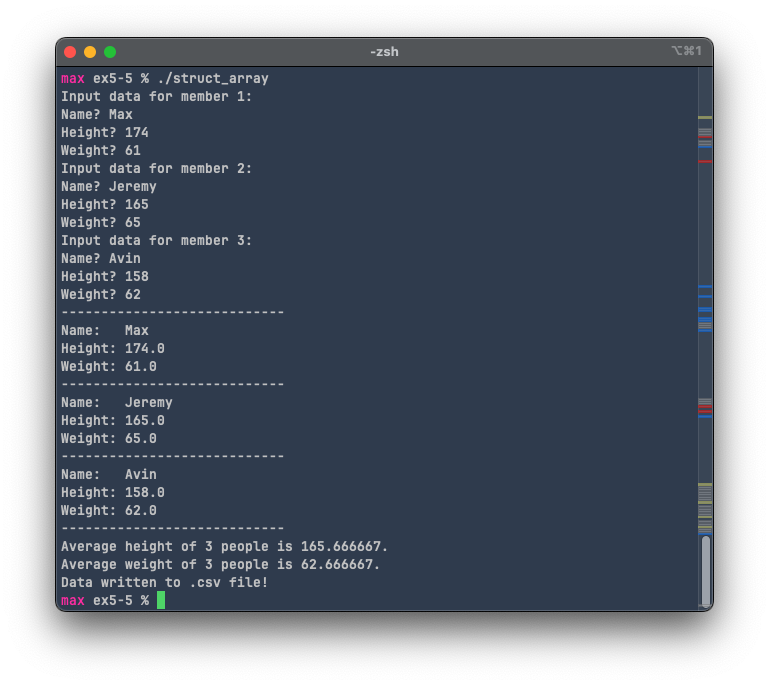 -zsh
⌥⌘1
max ex5-5 % ./struct_array
Input data for member 1:
Name? Max
Height? 174
Weight? 61
Input data for member 2:
Name? Jeremy
Height? 165
Weight? 65
Input data for member 3:
Name? Avin
Height? 158
Weight? 62
----------------------------
Name:   Max
Height: 174.0
Weight: 61.0
----------------------------
Name:   Jeremy
Height: 165.0
Weight: 65.0
----------------------------
Name:   Avin
Height: 158.0
Weight: 62.0
----------------------------
Average height of 3 people is 165.666667.
Average weight of 3 people is 62.666667.
Data written to .csv file!
max ex5-5 %